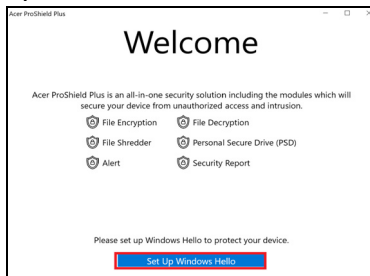 Acer ProShield Plus
Welcome
Acer ProShield Plus is an all-in-one security solution including the modules which will
secure your device from unauthorized access and intrusion.
File Encryption File Decryption
File Shredder Personal Secure Drive (PSD)
Alert Security Report
Please set up Windows Hello to protect your device.
Set Up Windows Hello